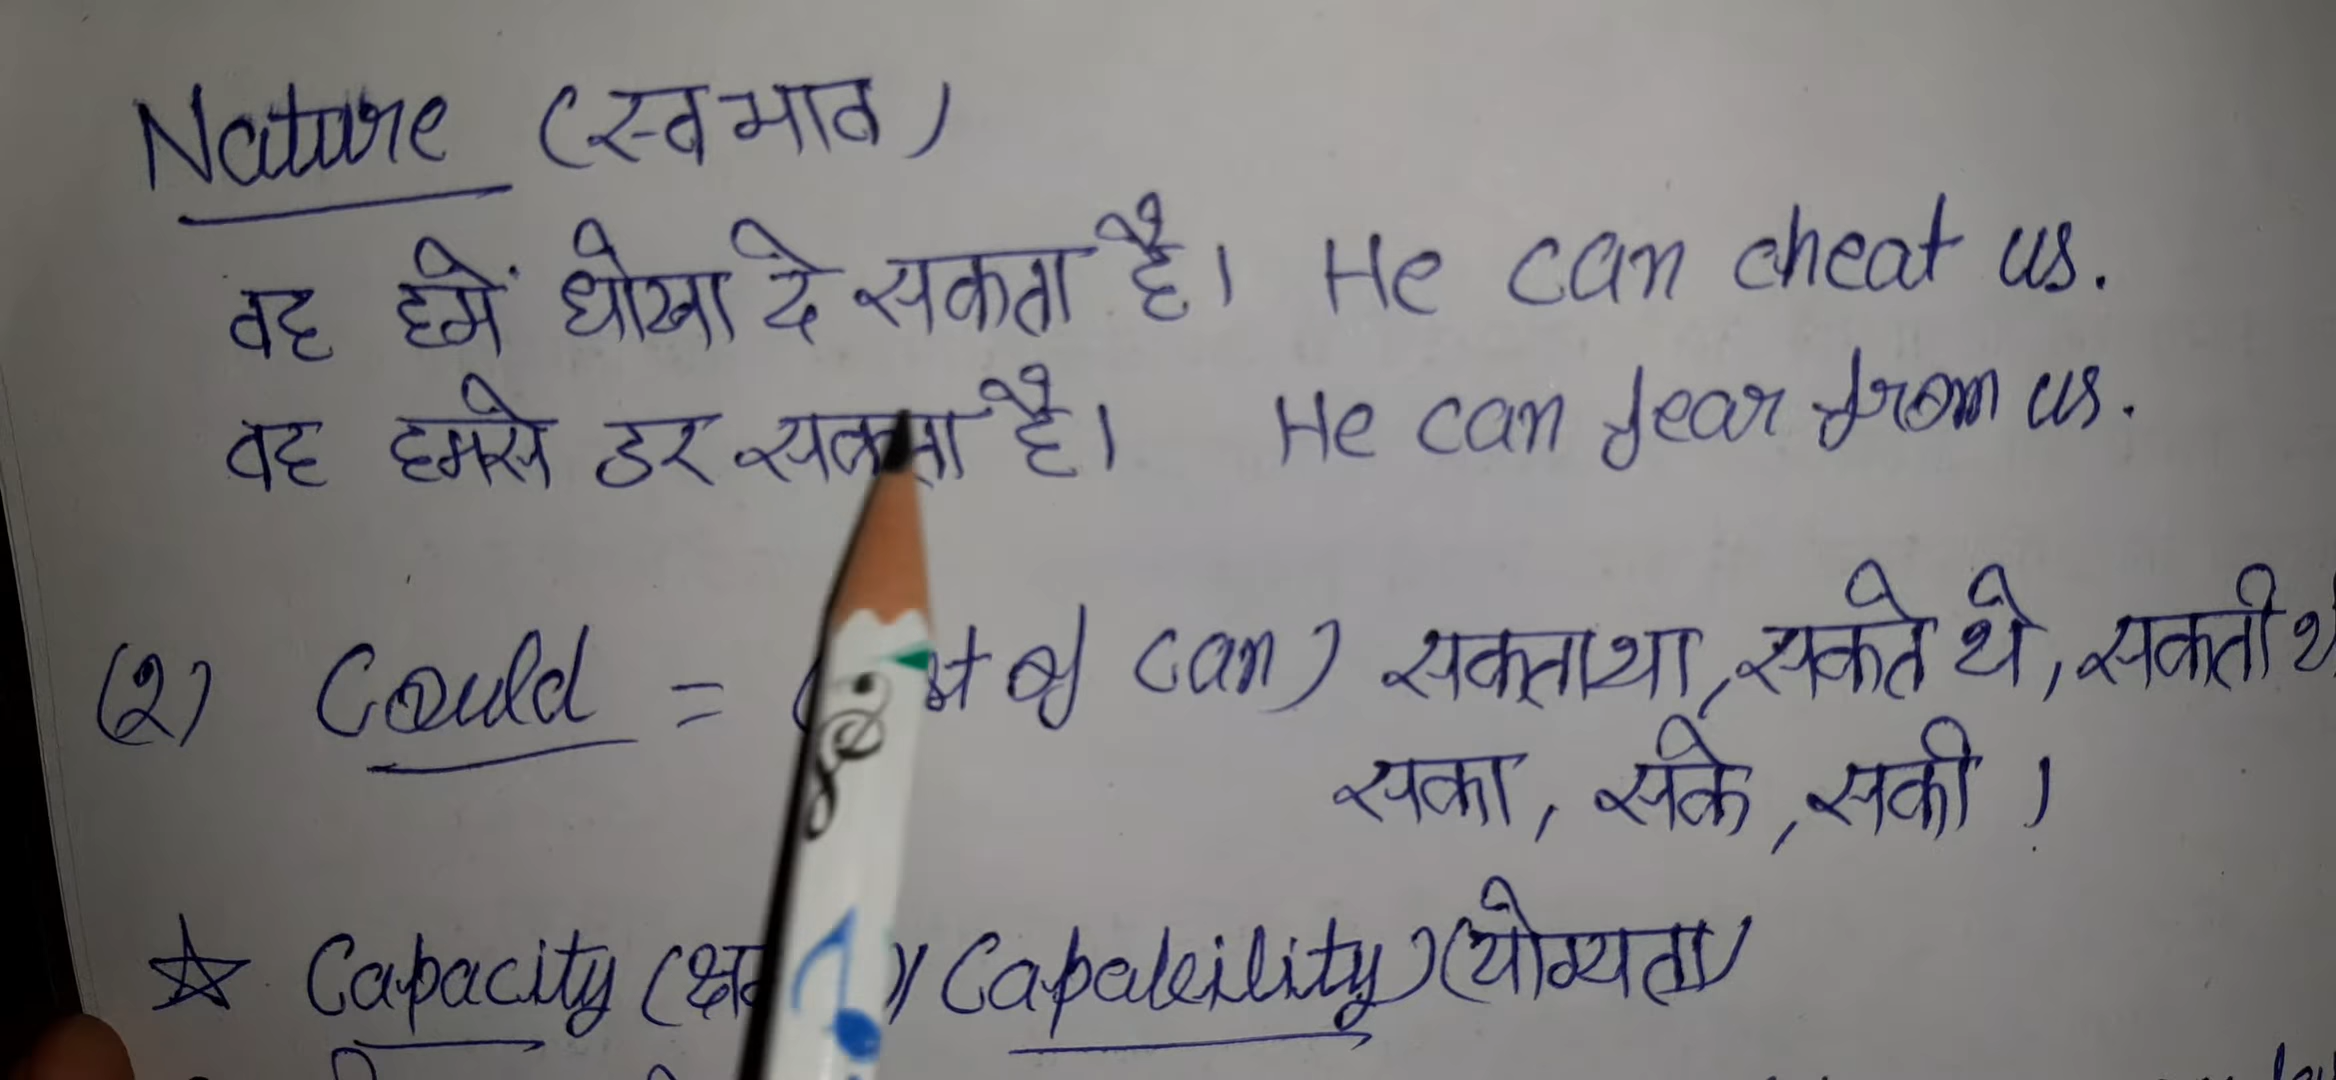 Nature (स्वभाव)
वह हमें धोखा दे सकता है। He can cheat us.
वह हमसे डर सकता है। He can fear from us.
(2) Could = of can) सकता था, सकते थे, सकती
सका, सके, सकी ।
☆ Capacity ( Capability) (योग्यता)